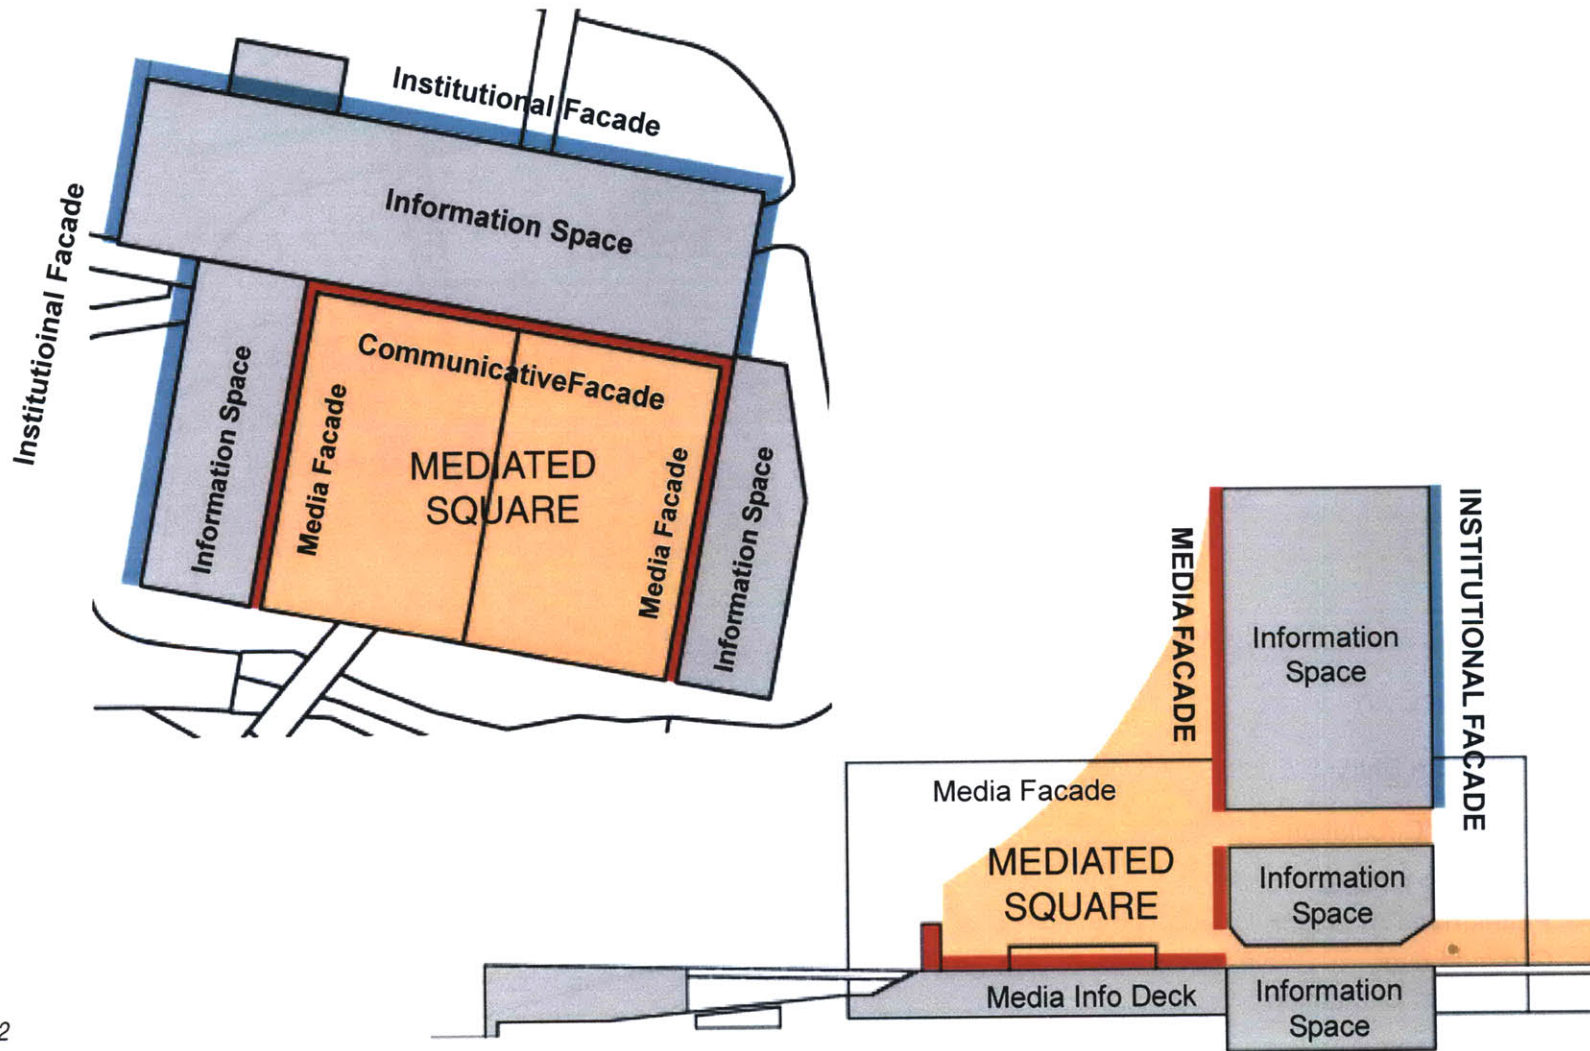 Institutional Facade
Information Space
Institutioinal Facade
CommunicativeFacade
Information Space
Media Facade
MEDIATED
SQUARE
Media Facade
Information Space
MEDIA FACADE
Information
Space
INSTITUTIONAL FACADE
Media Facade
MEDIATED
SQUARE
Information
Space
Media Info Deck
Information
Space
2